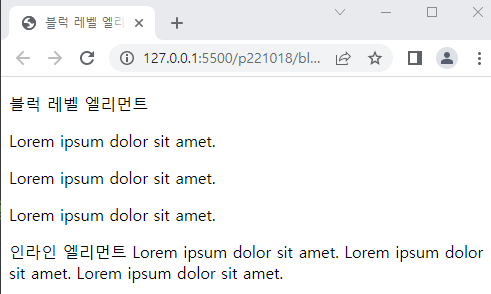 블럭 레벨 엘리
127.0.0.1:5500/p221018/bl...
블럭 레벨 엘리먼트
Lorem ipsum dolor sit amet.
Lorem ipsum dolor sit amet.
Lorem ipsum dolor sit amet.
인라인 엘리먼트 Lorem ipsum dolor sit amet. Lorem ipsum dolor
sit amet. Lorem ipsum dolor sit amet.